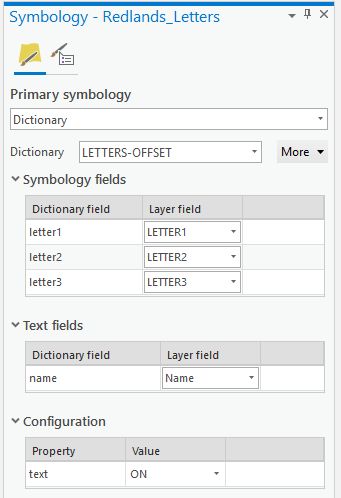 Symbology - Redlands_Letters
Primary symbology
Dictionary
Dictionary LETTERS-OFFSET More
Symbology fields
Dictionary field Layer field
letter1 LETTER1
letter2 LETTER2
letter3 LETTER3
Text fields
Dictionary field Layer field
name Name
Configuration
Property Value
text ON